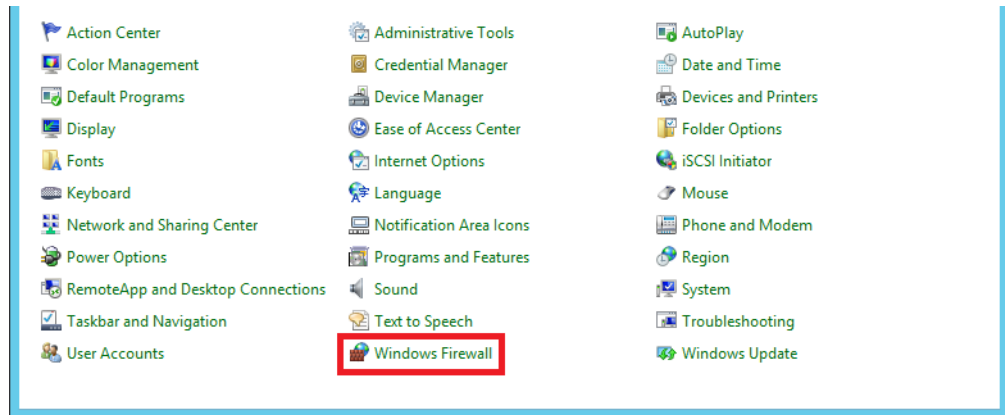 Action Center
Administrative Tools
AutoPlay
Color Management
Credential Manager
Date and Time
Default Programs
Device Manager
Devices and Printers
Display
Ease of Access Center
Folder Options
Fonts
Internet Options
iSCSI Initiator
Keyboard
Language
Mouse
Network and Sharing Center
Notification Area Icons
Phone and Modem
Power Options
Programs and Features
Region
RemoteApp and Desktop Connections
Sound
System
Taskbar and Navigation
Text to Speech
Troubleshooting
User Accounts
Windows Firewall
Windows Update